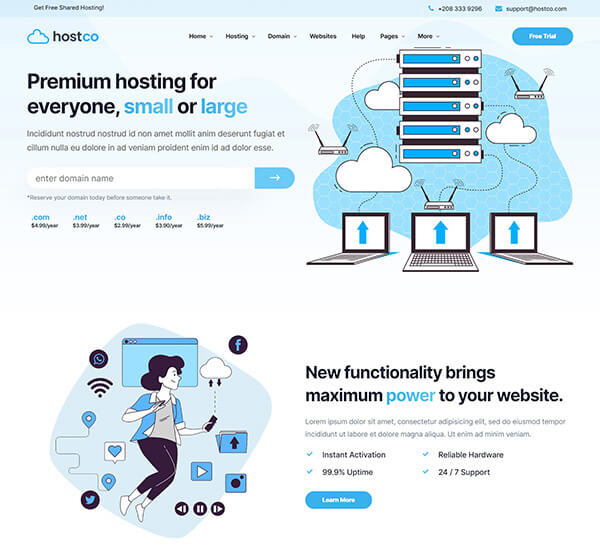 Get Free Shared Hosting!
+208 333 9296
support@hostco.com
hostco
Home
Hosting
Domain
Websites
Help
Pages
More
Free Trial
Premium hosting for
everyone, small or large
Incididunt nostrud nostrud id non amet mollit anim deserunt fugiat et
cillum nulla eu dolore in ad veniam proident enim id ad dolor esse.
enter domain name
*Reserve your domain today before someone take it.
.com
.net
.co
.info
.biz
$4.99/year
$3.99/year
$2.99/year
$3.90/year
$5.99/year
New functionality brings
maximum power to your website.
Lorem ipsum dolor sit amet, consectetur adipisicing elit, sed do eiusmod tempor
incididunt ut labore et dolore magna aliqua. Ut enim ad minim veniam.
Instant Activation
Reliable Hardware
99.9% Uptime
24 / 7 Support
Learn More